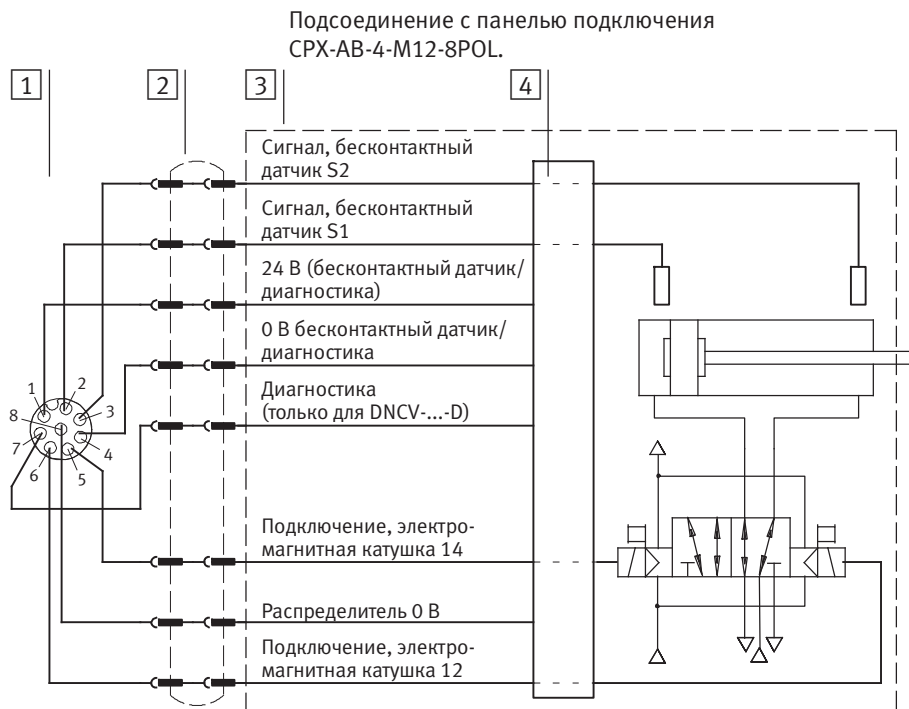 Подсоединение с панелью подключения
CPX-AB-4-M12-8POL.
1
2
3
4
Сигнал, бесконтактный
датчик S2
Сигнал, бесконтактный
датчик S1
24 В (бесконтактный датчик/
диагностика)
0 В бесконтактный датчик/
диагностика
Диагностика
(только для DNCV-...-D)
1
2
3
8
7
4
6
5
Подключение, электро-
магнитная катушка 14
Распределитель 0 В
Подключение, электро-
магнитная катушка 12